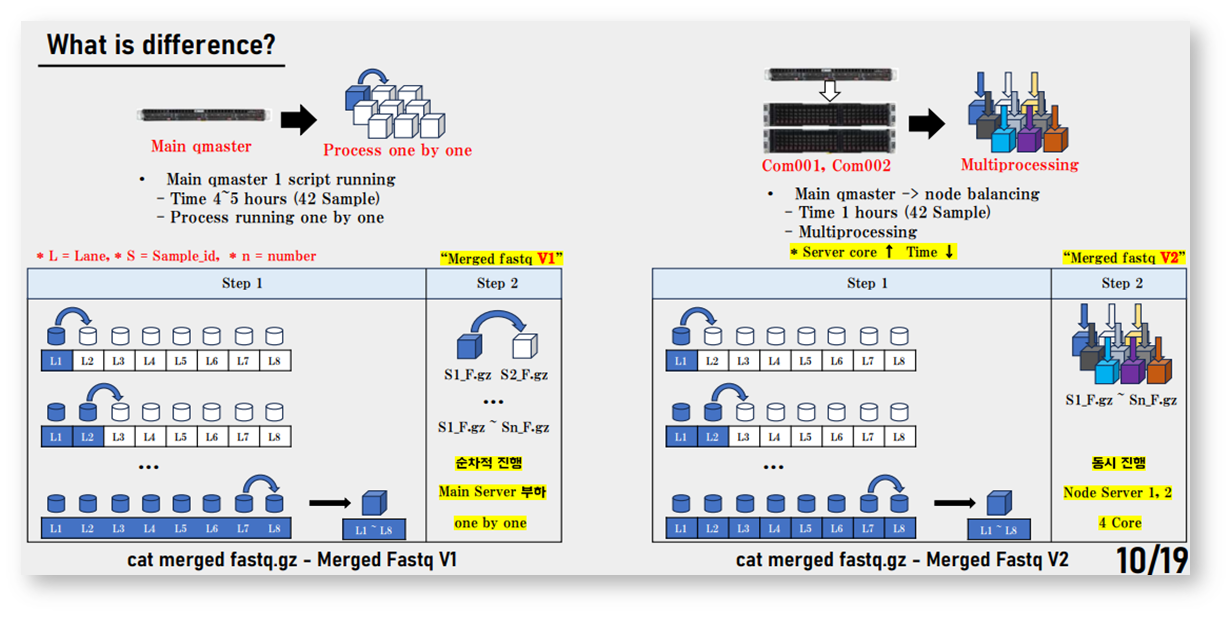 What is difference?
Main qmaster
Process one by one
• Main qmaster 1 script running
- Time 4~5 hours (42 Sample)
- Process running one by one
* L = Lane, * S = Sample_id, * n = number
“Merged fastq V1”
Step 1
Step 2
L1 L2 L3 L4 L5 L6 L7 L8
L1 L2 L3 L4 L5 L6 L7 L8
...
L1 L2 L3 L4 L5 L6 L7 L8
L1 ~ L8
S1_F.gz S2_F.gz
...
S1_F.gz ~ Sn_F.gz
순차적 진행
Main Server 부하
one by one
cat merged fastq.gz - Merged Fastq V1
Com001, Com002
Multiprocessing
• Main qmaster -> node balancing
- Time 1 hours (42 Sample)
- Multiprocessing
* Server core ↑ Time ↓
“Merged fastq V2”
Step 1
Step 2
L1 L2 L3 L4 L5 L6 L7 L8
L1 L2 L3 L4 L5 L6 L7 L8
...
L1 L2 L3 L4 L5 L6 L7 L8
L1 ~ L8
S1_F.gz ~ Sn_F.gz
동시 진행
Node Server 1, 2
4 Core
cat merged fastq.gz - Merged Fastq V2
10/19